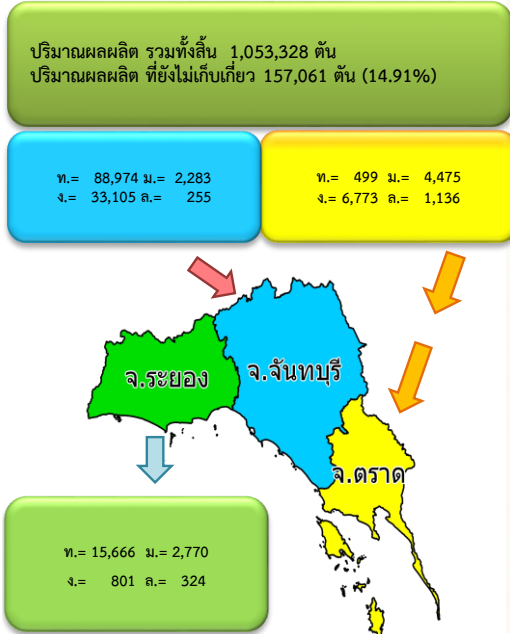 ปริมาณผลผลิต รวมทั้งสิ้น 1,053,328 ตัน
ปริมาณผลผลิต ที่ยังไม่เก็บเกี่ยว 157,061 ตัน (14.91%)
ท.= 88,974 ม.= 2,283
ง.= 33,105 ล.= 255
ท.= 499 ม.= 4,475
ง.= 6,773 ล.= 1,136
จ.ระยอง
จ.จันทบุรี
จ.ตราด
ท.= 15,666 ม.= 2,770
ง.= 801 ล.= 324